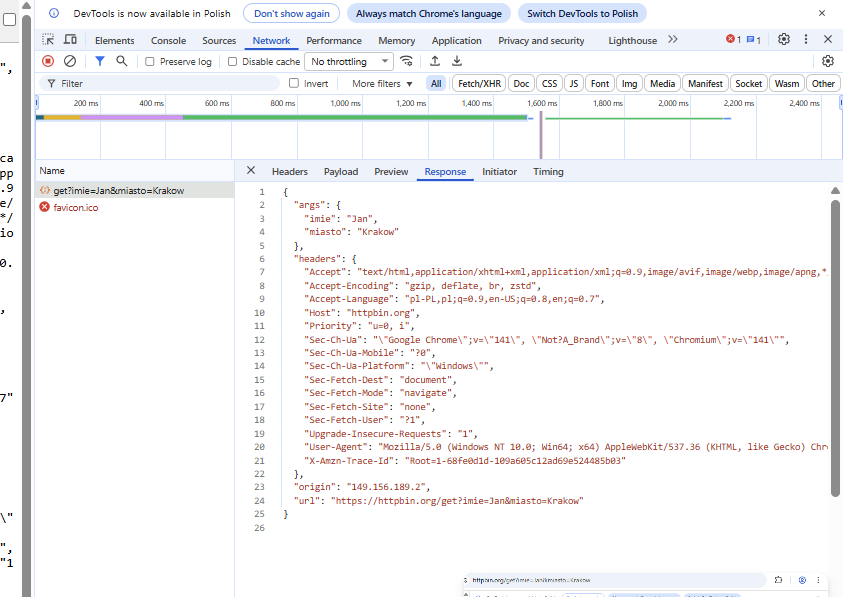 DevTools is now available in Polish Don't show again Always match Chrome's language Switch DevTools to Polish
Elements Console Sources Network Performance Memory Application Privacy and security Lighthouse 1 1
Preserve log Disable cache No throttling
Filter Invert More filters All Fetch/XHR Doc CSS JS Font Img Media Manifest Socket Wasm Other
200 ms 400 ms 600 ms 800 ms 1,000 ms 1,200 ms 1,400 ms 1,600 ms 1,800 ms 2,000 ms 2,200 ms 2,400 ms
Name Headers Payload Preview Response Initiator Timing
get?imie=Jan&miasto=Krakow
favicon.ico
1 {
2 "args": {
3 "imie": "Jan",
4 "miasto": "Krakow"
5 },
6 "headers": {
7 "Accept": "text/html,application/xhtml+xml,application/xml;q=0.9,image/avif,image/webp,image/apng,*
8 "Accept-Encoding": "gzip, deflate, br, zstd",
9 "Accept-Language": "pl-PL,pl;q=0.9,en-US;q=0.8,en;q=0.7",
10 "Host": "httpbin.org",
11 "Priority": "u=0, i",
12 "Sec-Ch-Ua": "\"Google Chrome\";v=\"141\", \"Not?A_Brand\";v=\"8\", \"Chromium\";v=\"141\"",
13 "Sec-Ch-Ua-Mobile": "?0",
14 "Sec-Ch-Ua-Platform": "\"Windows\"",
15 "Sec-Fetch-Dest": "document",
16 "Sec-Fetch-Mode": "navigate",
17 "Sec-Fetch-Site": "none",
18 "Sec-Fetch-User": "?1",
19 "Upgrade-Insecure-Requests": "1",
20 "User-Agent": "Mozilla/5.0 (Windows NT 10.0; Win64; x64) AppleWebKit/537.36 (KHTML, like Gecko) Chr
21 "X-Amzn-Trace-Id": "Root=1-68fe0d1d-109a605c12ad69e524485b03"
22 },
23 "origin": "149.156.189.2",
24 "url": "https://httpbin.org/get?imie=Jan&miasto=Krakow"
25 }
26
",
ca
pp
.9
e/
*/
io
0.
,
7"
\"
",
"1
httpbin.org/get?imie=Jan&miasto=Krakow